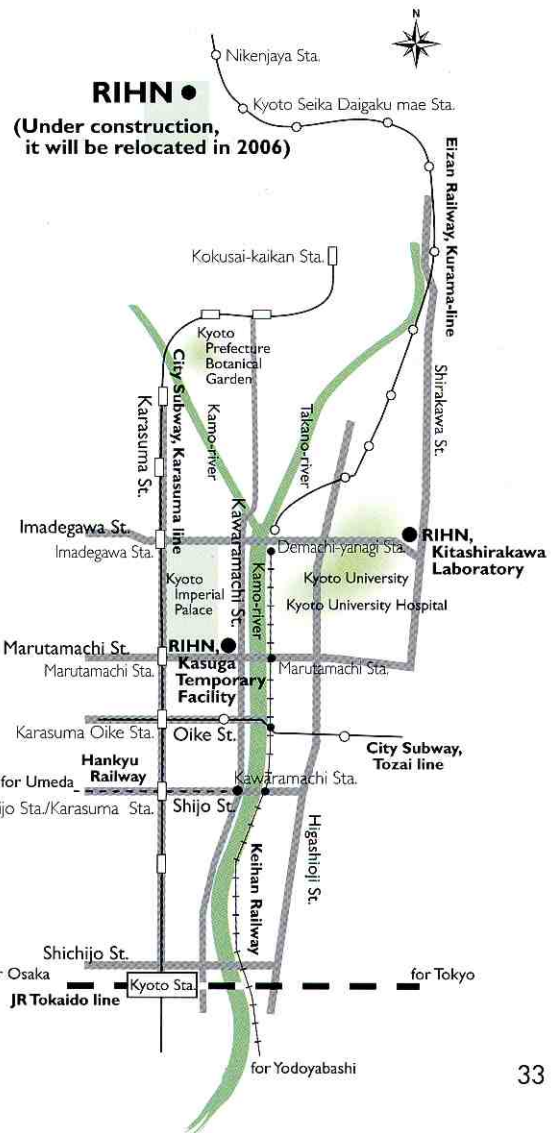 N
Nikenjaya Sta.
RIHN
Kyoto Seika Daigaku mae Sta.
(Under construction,
it will be relocated in 2006)
Eizan Railway, Kurama-line
Kokusai-kaikan Sta.
Kyoto
Prefecture
Botanical
Garden
City Subway, Karasuma line
Karasuma St.
Kamo-river
Takano-river
Shirakawa St.
Kawaramachi St.
Imadegawa St.
Imadegawa Sta.
Demachi-yanagi Sta.
RIHN,
Kitashirakawa
Laboratory
Kyoto
Imperial
Palace
Kamo-river
Kyoto University
Kyoto University Hospital
Marutamachi St.
Marutamachi Sta.
RIHN,
Kasuga
Temporary
Facility
Marutamachi Sta.
Karasuma Oike Sta.
Oike St.
City Subway,
Tozai line
Hankyu
Railway
for Umeda
Kawaramachi Sta.
jo Sta./Karasuma Sta.
Shijo St.
Higashioji St.
Keihan Railway
Shichijo St.
r Osaka
Kyoto Sta.
for Tokyo
JR Tokaido line
for Yodoyabashi
33